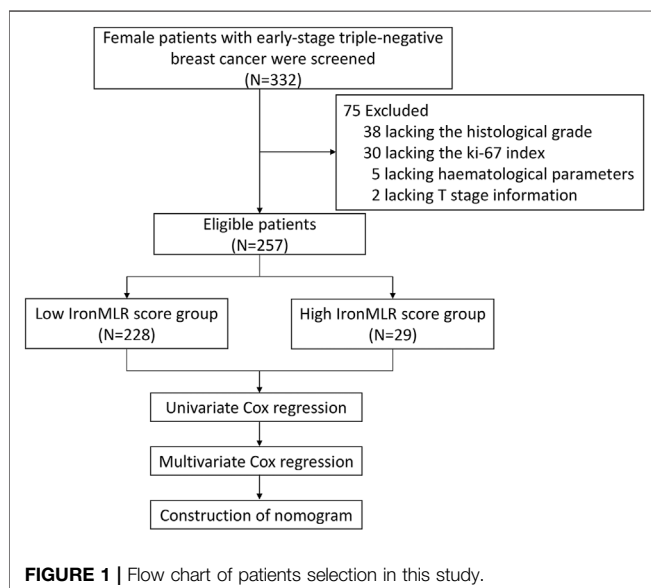 Female patients with early-stage triple-negative
breast cancer were screened
(N=332)
75 Excluded
38 lacking the histological grade
30 lacking the ki-67 index
5 lacking haematological parameters
2 lacking T stage information
Eligible patients
(N=257)
Low IronMLR score group
(N=228)
High IronMLR score group
(N=29)
Univariate Cox regression
Multivariate Cox regression
Construction of nomogram
FIGURE 1 | Flow chart of patients selection in this study.